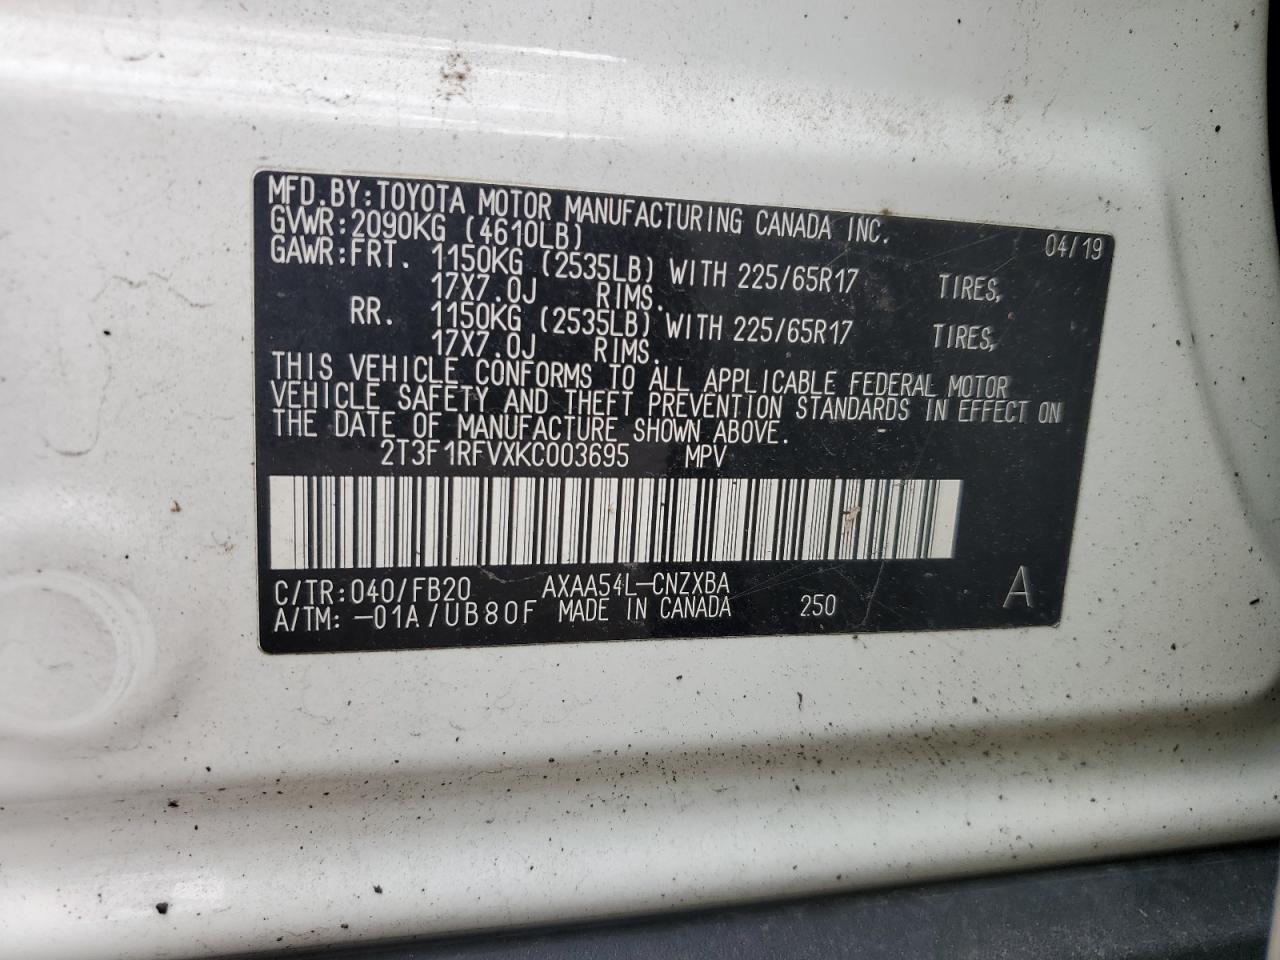 MFD.BY:TOYOTA MOTOR MANUFACTURING CANADA INC. 04/19
GVWR:2090KG (4610LB)
GAWR:FRT. 1150KG (2535LB) WITH 225/65R17 TIRES,
17X7.0J RIMS.
RR. 1150KG (2535LB) WITH 225/65R17 TIRES,
17X7.0J RIMS.
THIS VEHICLE CONFORMS TO ALL APPLICABLE FEDERAL MOTOR
VEHICLE SAFETY AND THEFT PREVENTION STANDARDS IN EFFECT ON
THE DATE OF MANUFACTURE SHOWN ABOVE.
2T3F1RFVXKC003695 MPV
C/TR:040/FB20 AXAA54L-CNZXBA
A/TM:-01A/UB80F MADE IN CANADA 250 A